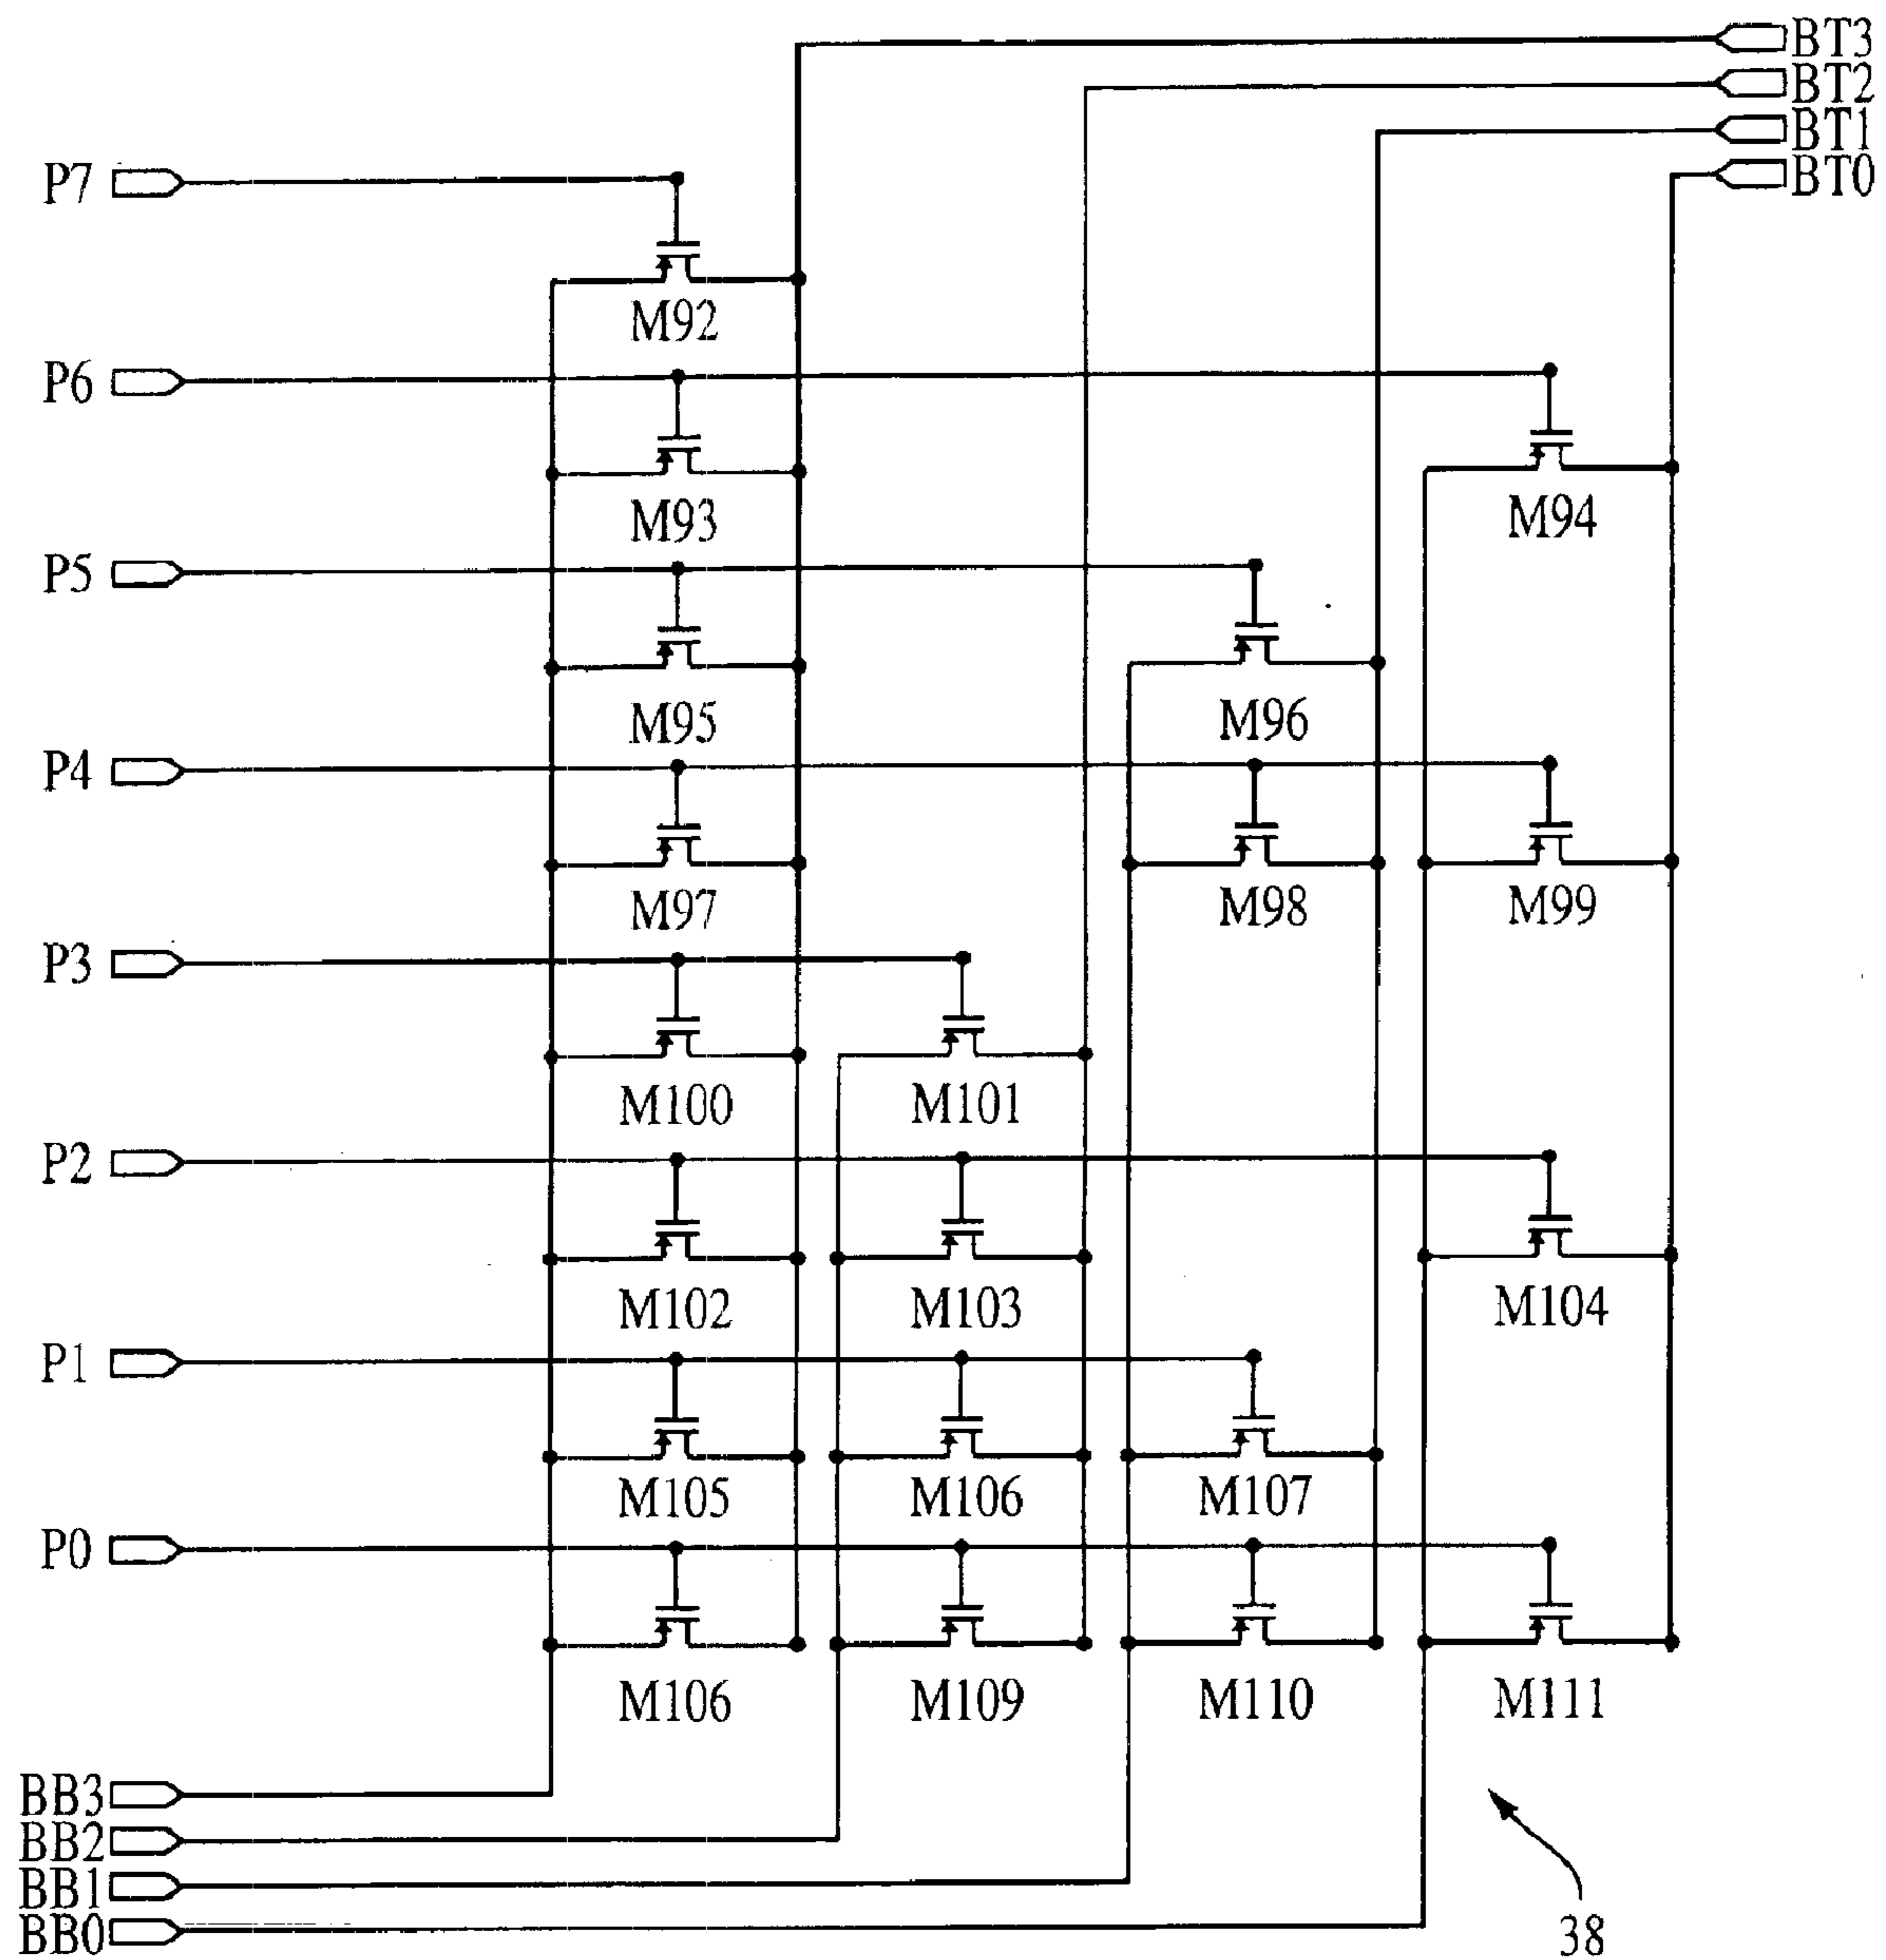 BT3
BT2
BT1
BT0
P7
M92
P6
M93 M94
P5
M95 M96
P4
M97 M98 M99
P3
M100 M101
P2
M102 M103 M104
P1
M105 M106 M107
P0
M106 M109 M110 M111
BB3
BB2
BB1
BB0
38